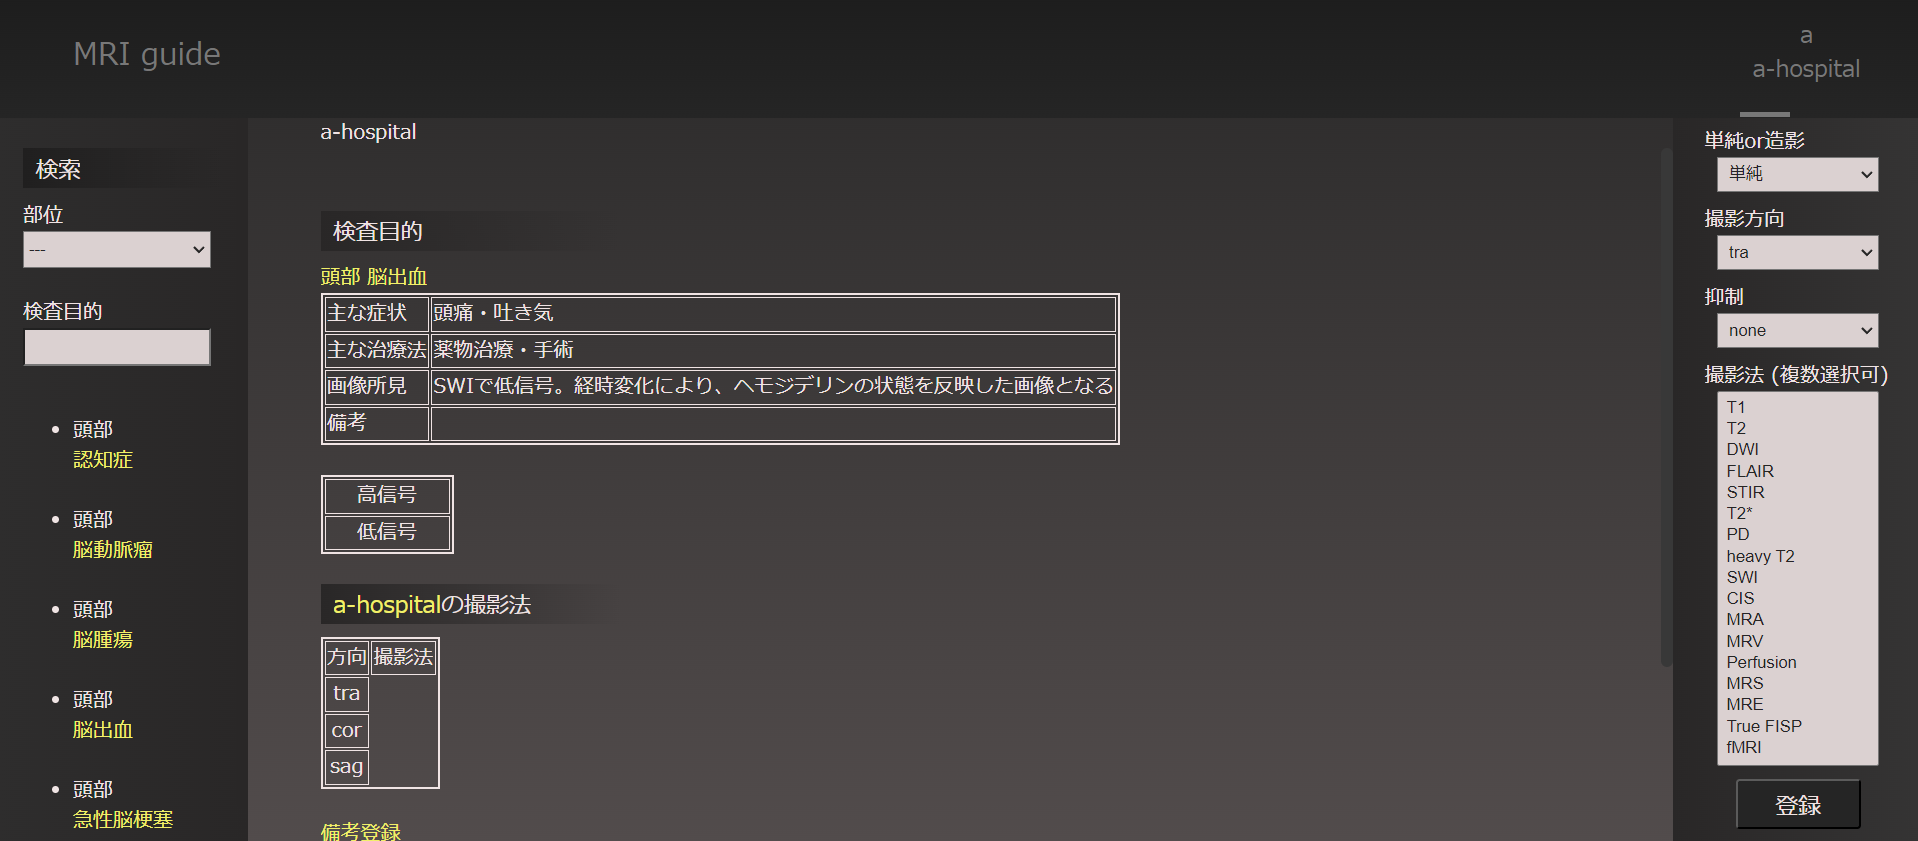 MRI guide
a
a-hospital
検索
部位
---
検査目的
頭部
認知症
頭部
脳動脈瘤
頭部
脳腫瘍
頭部
脳出血
頭部
急性脳梗塞
a-hospital
検査目的
頭部 脳出血
主な症状 頭痛・吐き気
主な治療法 薬物治療・手術
画像所見 SWIで低信号。経時変化により、ヘモジデリンの状態を反映した画像となる
備考
高信号
低信号
a-hospitalの撮影法
方向 撮影法
tra
cor
sag
備考登録
単純or造影
単純
撮影方向
tra
抑制
none
撮影法 (複数選択可)
T1
T2
DWI
FLAIR
STIR
T2*
PD
heavy T2
SWI
CIS
MRA
MRV
Perfusion
MRS
MRE
True FISP
fMRI
登録